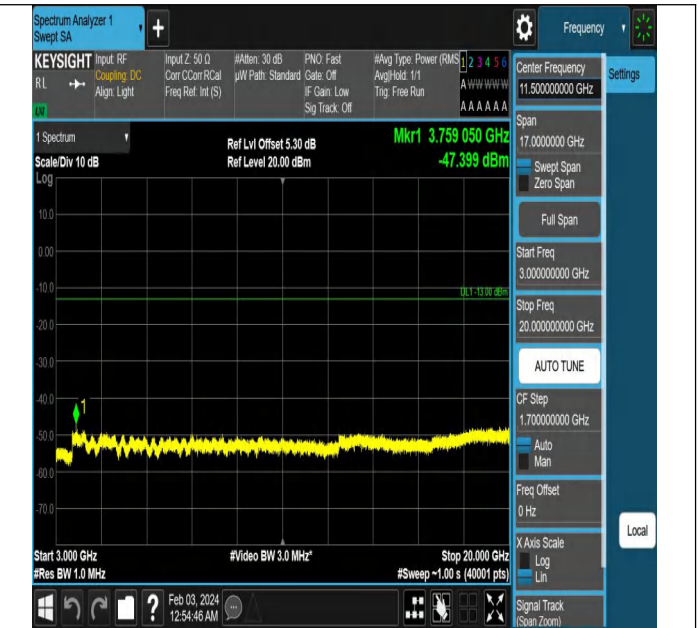 Spectrum Analyzer 1
Swept SA
+
Frequency
KEYSIGHT
RL
Input: RF
Coupling: DC
Align: Light
Input Z: 50 Ω
Corr CCorr RCal
Freq Ref: Int (S)
#Atten: 30 dB
µW Path: Standard
PNO: Fast
Gate: Off
IF Gain: Low
Sig Track: Off
#Avg Type: Power (RMS
Avg|Hold: 1/1
Trig: Free Run
1 2 3 4 5 6
A W W W W W
A A A A A A
1 Spectrum
Scale/Div 10 dB
Log
Ref Lvl Offset 5.30 dB
Ref Level 20.00 dBm
Mkr1 3.759 050 GHz
-47.399 dBm
10.0
0.00
-10.0
DL1 -13.00 dBm
-20.0
-30.0
-40.0
1
-50.0
-60.0
-70.0
Start 3.000 GHz
#Res BW 1.0 MHz
#Video BW 3.0 MHz*
Stop 20.000 GHz
#Sweep ~1.00 s (40001 pts)
?
Feb 03, 2024
12:54:46 AM
Center Frequency
11.500000000 GHz
Settings
Span
17.0000000 GHz
Swept Span
Zero Span
Full Span
Start Freq
3.000000000 GHz
Stop Freq
20.000000000 GHz
AUTO TUNE
CF Step
1.700000000 GHz
Auto
Man
Freq Offset
0 Hz
X Axis Scale
Log
Lin
Local
Signal Track
(Span Zoom)